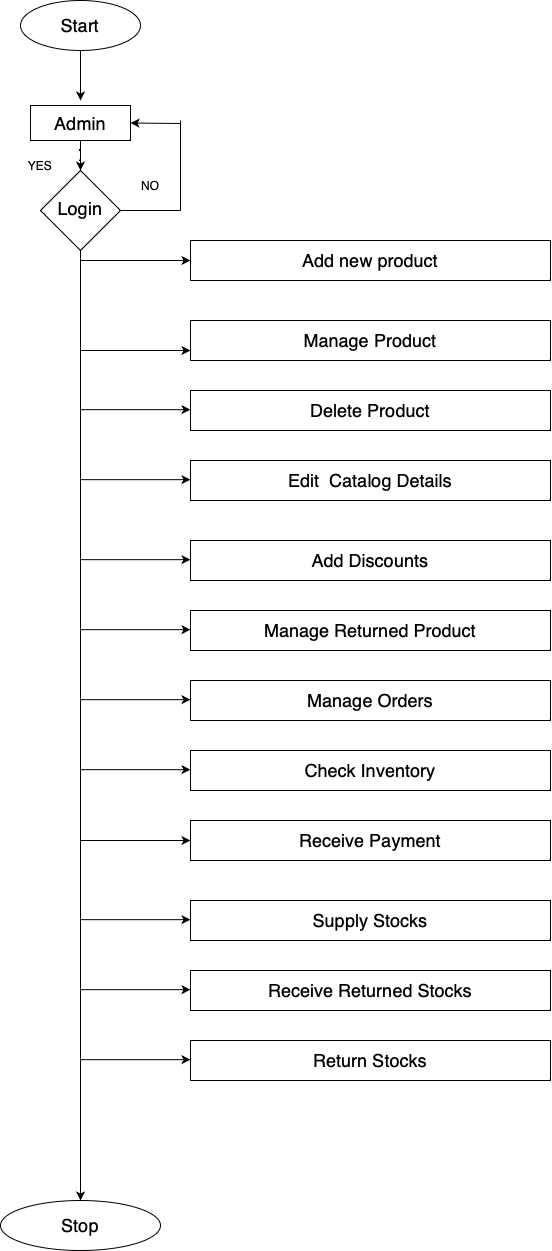 Start
Admin
YES
NO
Login
Add new product
Manage Product
Delete Product
Edit  Catalog Details
Add Discounts
Manage Returned Product
Manage Orders
Check Inventory
Receive Payment
Supply Stocks
Receive Returned Stocks
Return Stocks
Stop